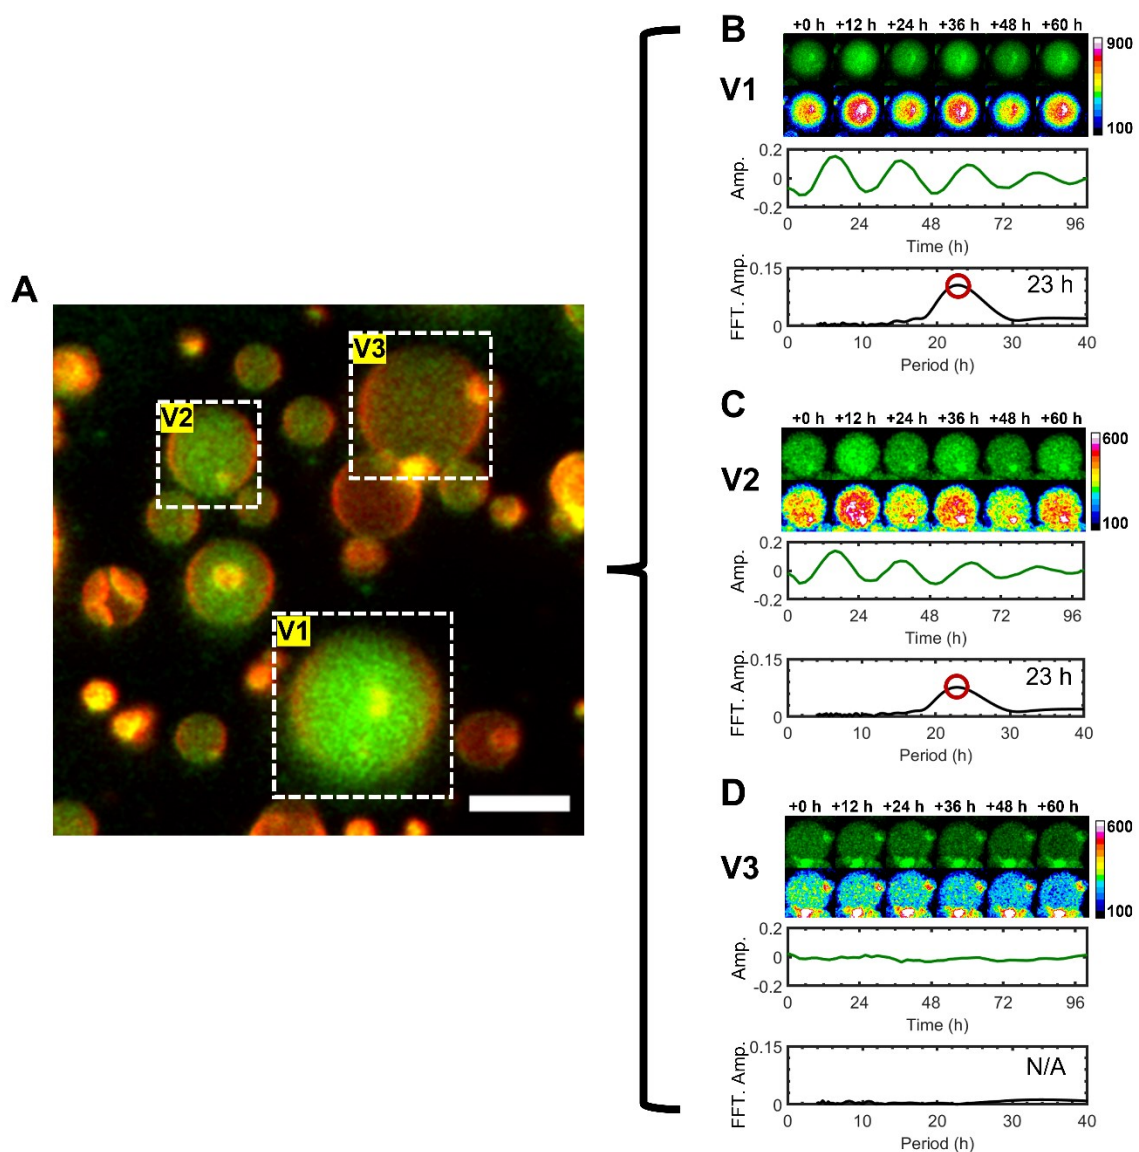 A
V3
V2
V1
B
V1
+0 h +12 h +24 h +36 h +48 h +60 h
900
100
0.2
0
-0.2
Amp.
0 24 48 72 96
Time (h)
0.15
0
FFT. Amp.
23 h
0 10 20 30 40
Period (h)
C
V2
+0 h +12 h +24 h +36 h +48 h +60 h
600
100
0.2
0
-0.2
Amp.
0 24 48 72 96
Time (h)
0.15
0
FFT. Amp.
23 h
0 10 20 30 40
Period (h)
D
V3
+0 h +12 h +24 h +36 h +48 h +60 h
600
100
0.2
0
-0.2
Amp.
0 24 48 72 96
Time (h)
0.15
0
FFT. Amp.
N/A
0 10 20 30 40
Period (h)